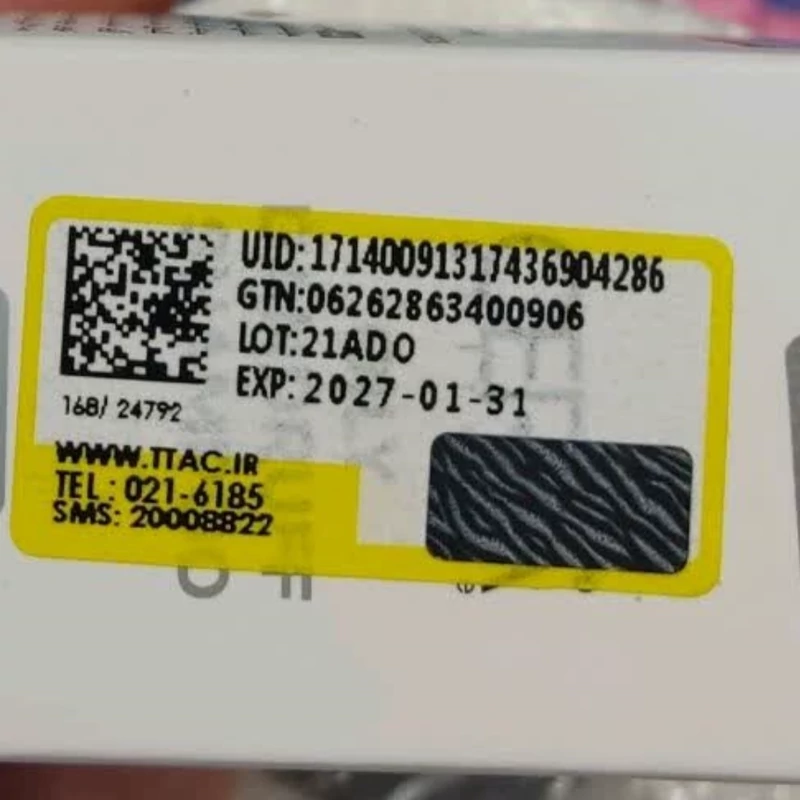 UID:17140091317436904286
GTN:06262863400906
LOT:21ADO
EXP: 2027-01-31
168/ 24792
WWW.TTAC.IR
TEL: 021-6185
SMS: 20008822